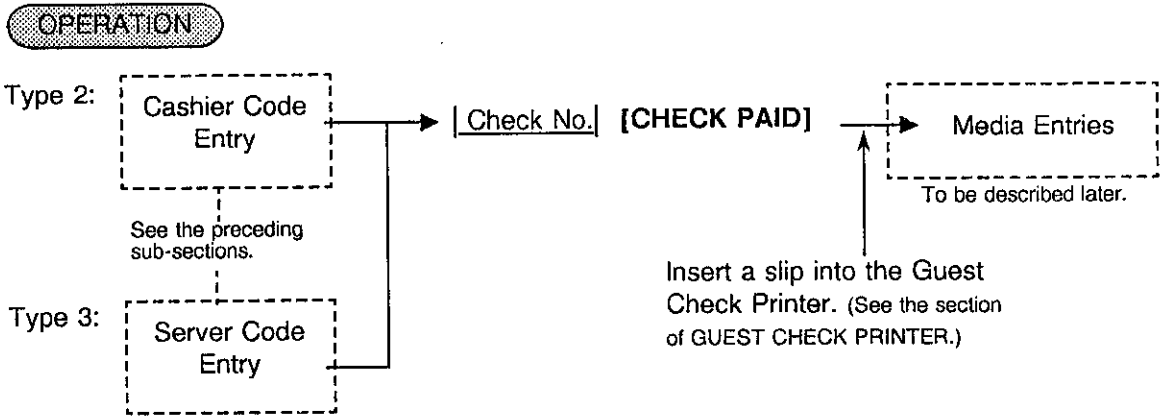 OPERATION
Type 2:
Cashier Code
Entry
Check No. [CHECK PAID]
Media Entries
To be described later.
See the preceding
sub-sections.
Insert a slip into the Guest
Check Printer. (See the section
of GUEST CHECK PRINTER.)
Type 3:
Server Code
Entry